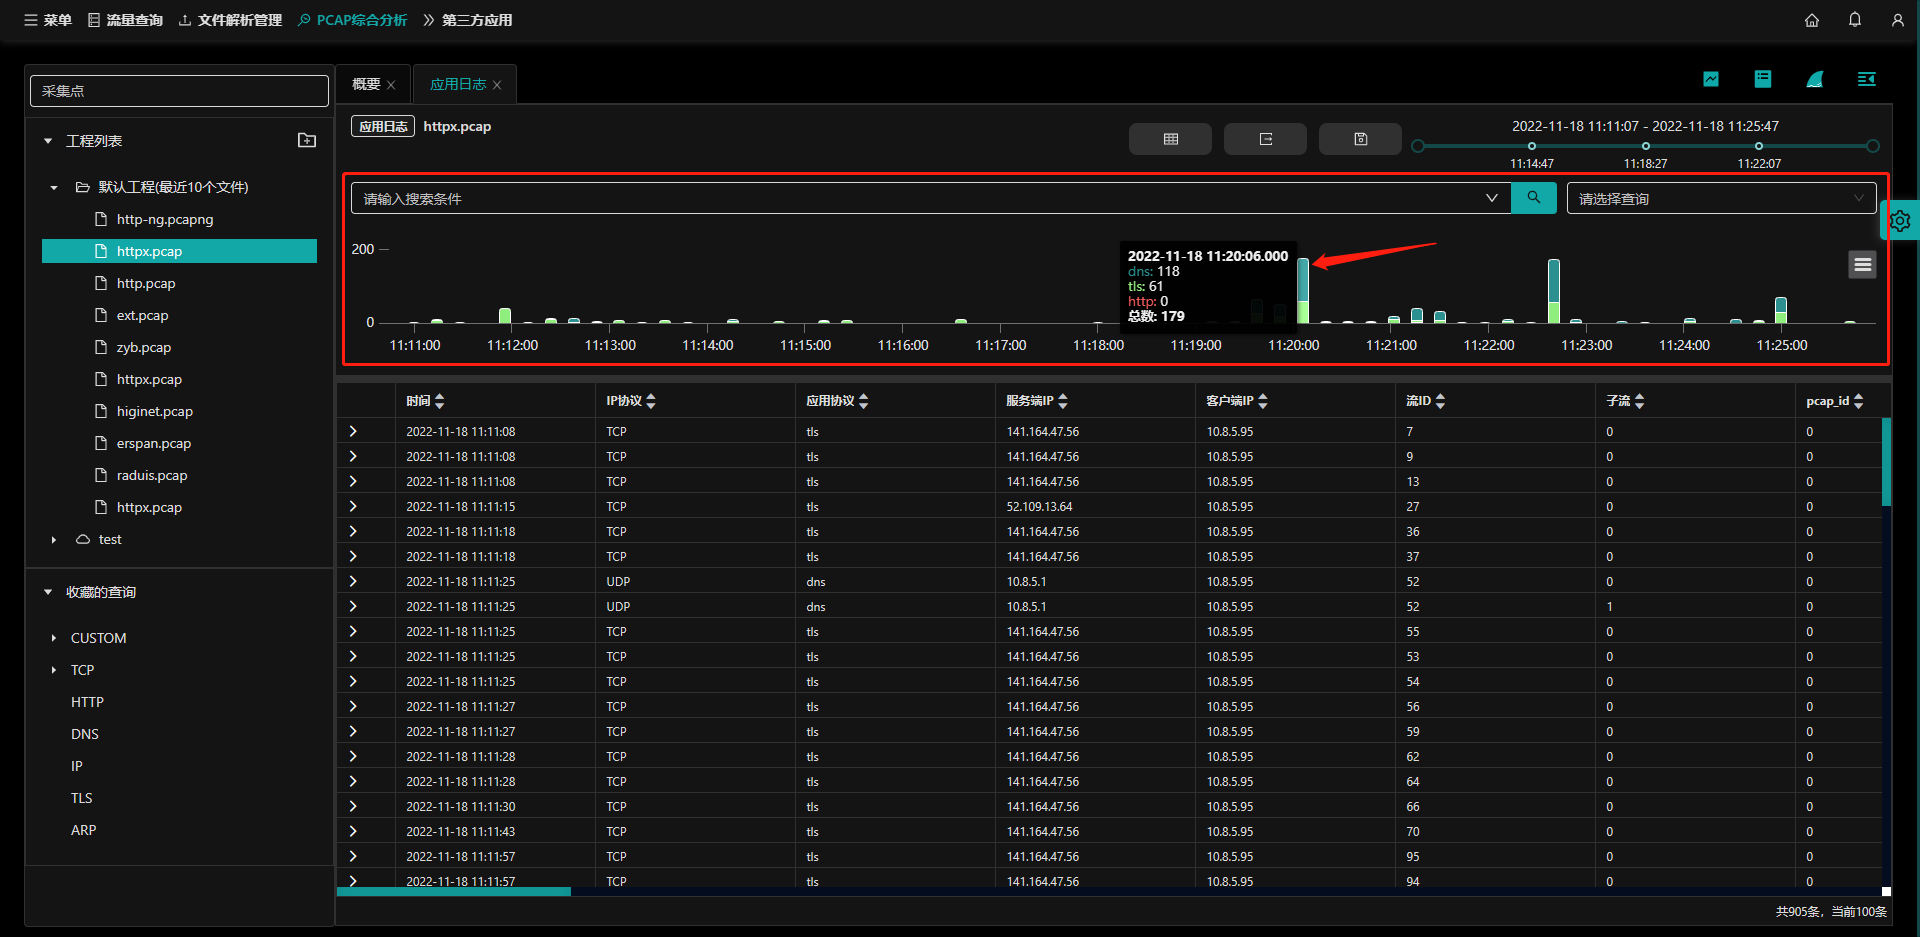 菜单 流量查询 文件解析管理 PCAP综合分析 第三方应用
采集点
工程列表
默认工程(最近10个文件)
http-ng.pcapng
httpx.pcap
http.pcap
ext.pcap
zyb.pcap
httpx.pcap
higinet.pcap
erspan.pcap
raduis.pcap
httpx.pcap
test
收藏的查询
CUSTOM
TCP
HTTP
DNS
IP
TLS
ARP
概要 应用日志
应用日志 httpx.pcap
2022-11-18 11:11:07 - 2022-11-18 11:25:47
11:14:47 11:18:27 11:22:07
请输入搜索条件 请选择查询
200
0
2022-11-18 11:20:06.000
dns: 118
tls: 61
http: 0
总数: 179
11:11:00 11:12:00 11:13:00 11:14:00 11:15:00 11:16:00 11:17:00 11:18:00 11:19:00 11:20:00 11:21:00 11:22:00 11:23:00 11:24:00 11:25:00
时间 IP协议 应用协议 服务端IP 客户端IP 流ID 子流 pcap_id
2022-11-18 11:11:08 TCP tls 141.164.47.56 10.8.5.95 7 0 0
2022-11-18 11:11:08 TCP tls 141.164.47.56 10.8.5.95 9 0 0
2022-11-18 11:11:08 TCP tls 141.164.47.56 10.8.5.95 13 0 0
2022-11-18 11:11:15 TCP tls 52.109.13.64 10.8.5.95 27 0 0
2022-11-18 11:11:18 TCP tls 141.164.47.56 10.8.5.95 36 0 0
2022-11-18 11:11:18 TCP tls 141.164.47.56 10.8.5.95 37 0 0
2022-11-18 11:11:25 UDP dns 10.8.5.1 10.8.5.95 52 0 0
2022-11-18 11:11:25 UDP dns 10.8.5.1 10.8.5.95 52 1 0
2022-11-18 11:11:25 TCP tls 141.164.47.56 10.8.5.95 55 0 0
2022-11-18 11:11:25 TCP tls 141.164.47.56 10.8.5.95 53 0 0
2022-11-18 11:11:25 TCP tls 141.164.47.56 10.8.5.95 54 0 0
2022-11-18 11:11:27 TCP tls 141.164.47.56 10.8.5.95 56 0 0
2022-11-18 11:11:27 TCP tls 141.164.47.56 10.8.5.95 59 0 0
2022-11-18 11:11:28 TCP tls 141.164.47.56 10.8.5.95 62 0 0
2022-11-18 11:11:28 TCP tls 141.164.47.56 10.8.5.95 64 0 0
2022-11-18 11:11:30 TCP tls 141.164.47.56 10.8.5.95 66 0 0
2022-11-18 11:11:43 TCP tls 141.164.47.56 10.8.5.95 70 0 0
2022-11-18 11:11:57 TCP tls 141.164.47.56 10.8.5.95 95 0 0
2022-11-18 11:11:57 TCP tls 141.164.47.56 10.8.5.95 94 0 0
共905条，当前100条